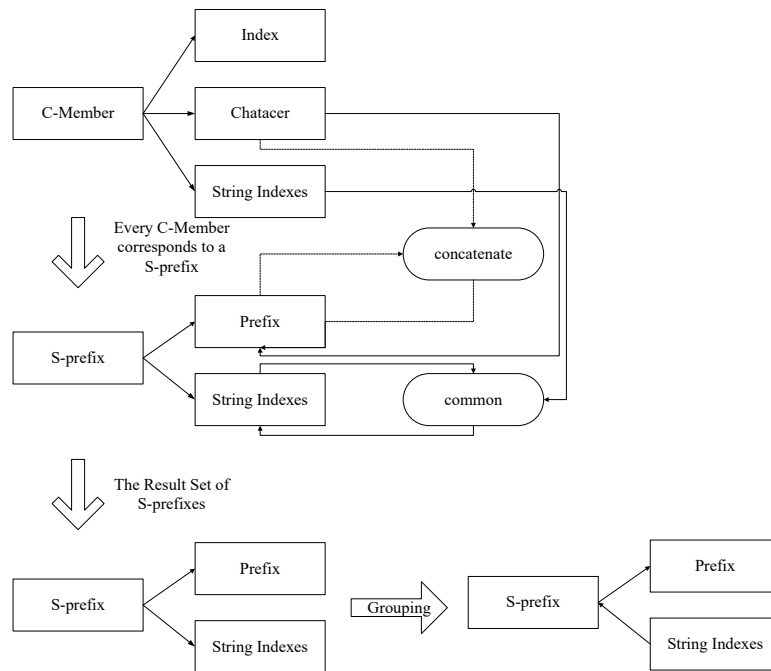 Index
C-Member
Chatacer
String Indexes
Every C-Member
corresponds to a
S-prefix
concatenate
Prefix
S-prefix
String Indexes
common
The Result Set of
S-prefixes
Prefix
S-prefix
String Indexes
Grouping
Prefix
S-prefix
String Indexes